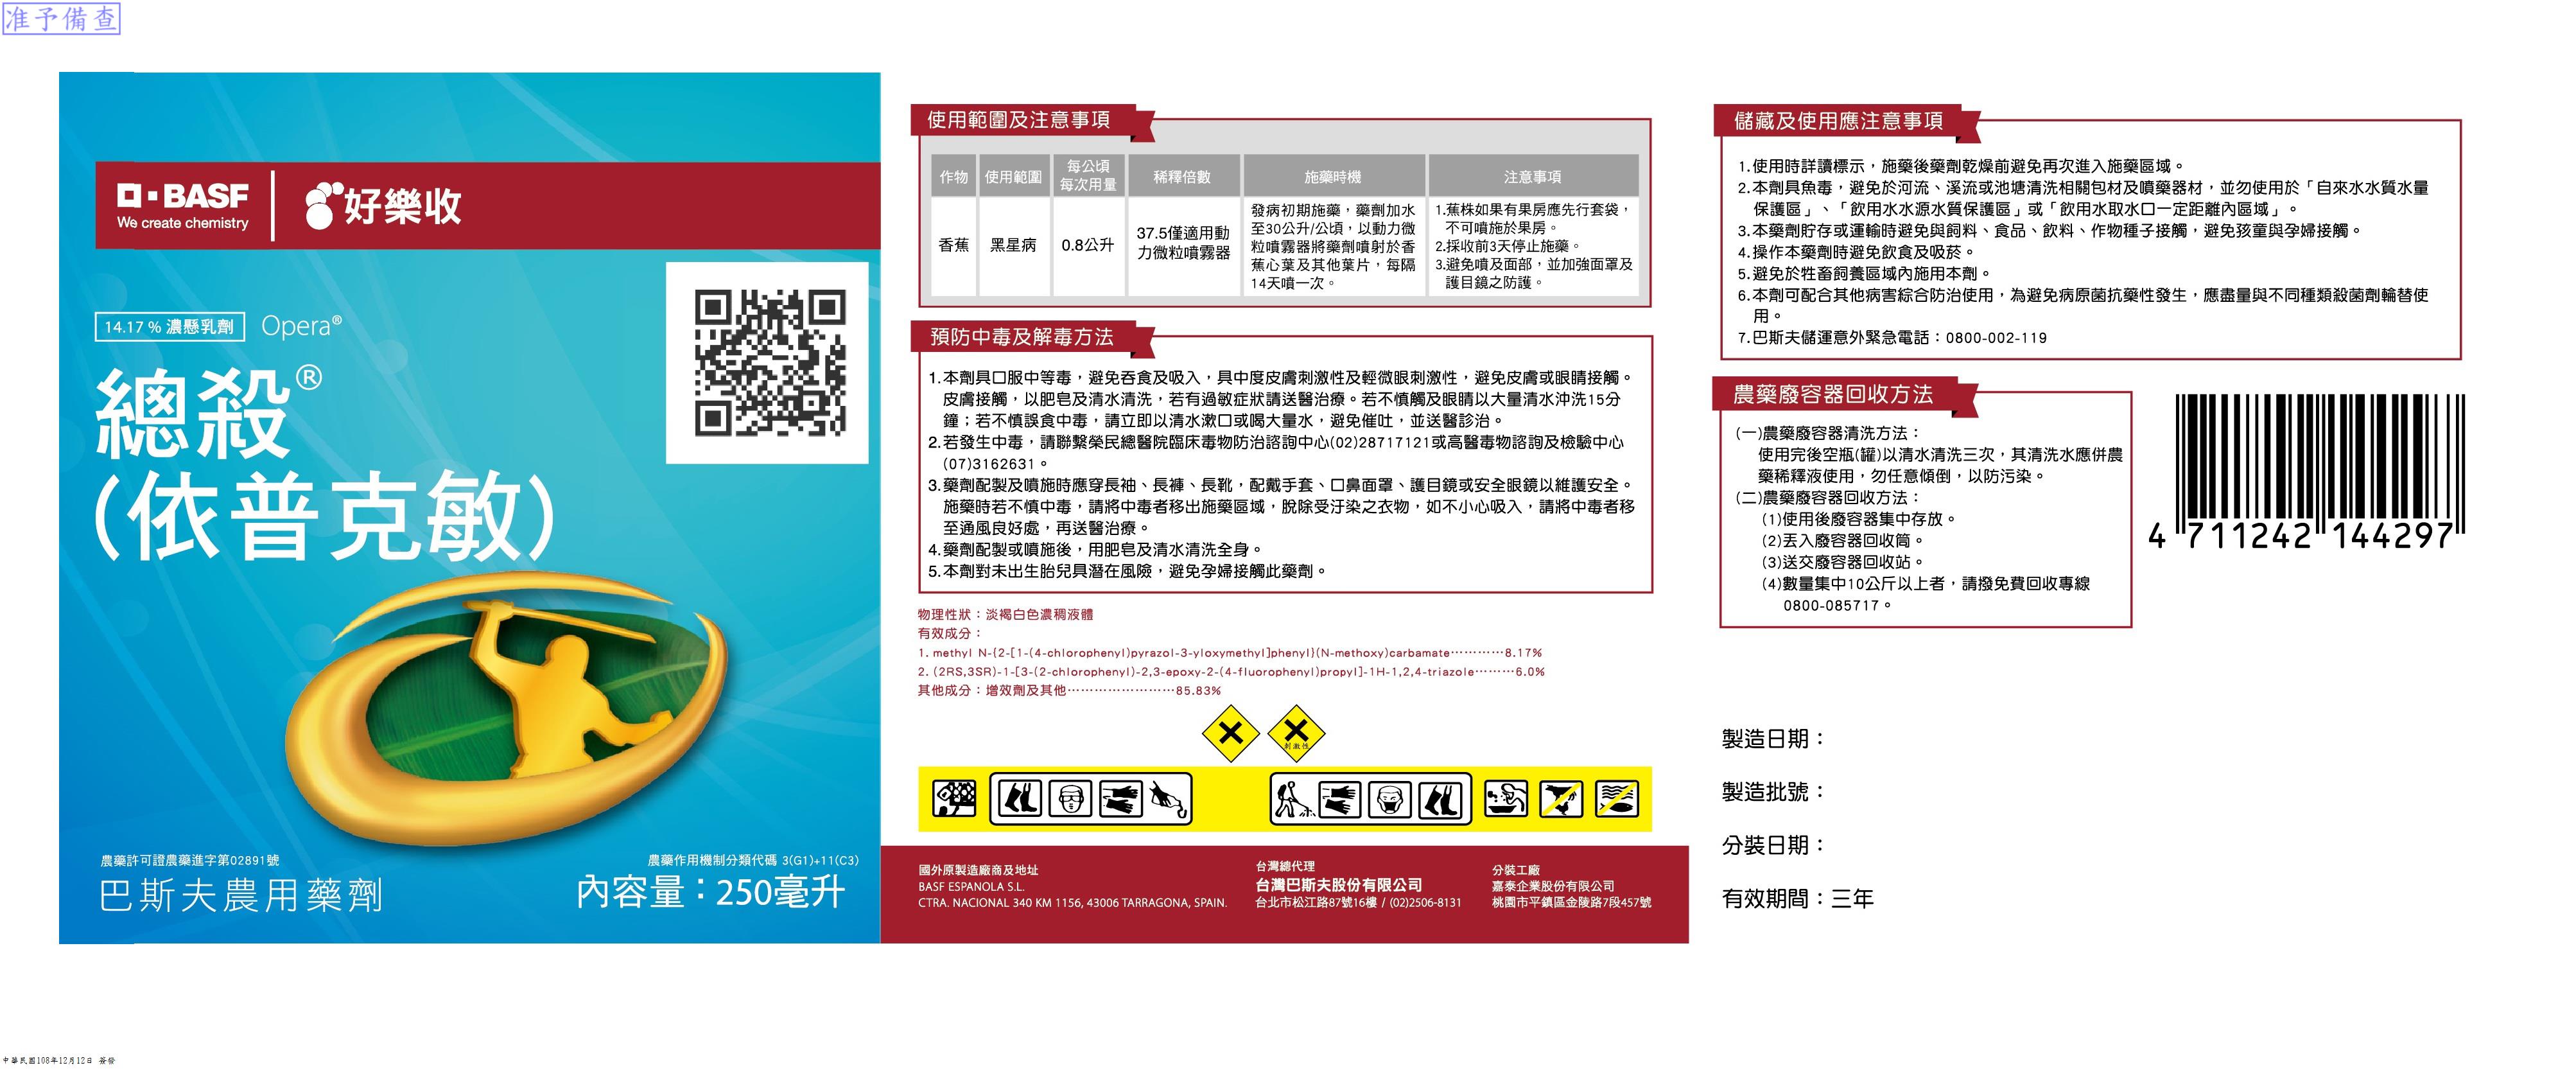 准予備查
BASF
We create chemistry
好樂收
14.17 % 濃懸乳劑
Opera®
總殺®
(依普克敏)
農藥許可證農藥進字第02891號
巴斯夫農用藥劑
農藥作用機制分類代碼 3(G1)+11(C3)
內容量：250毫升
使用範圍及注意事項
作物 使用範圍 每公頃每次用量 稀釋倍數 施藥時機 注意事項
香蕉
黑星病
0.8公升
37.5僅適用動
力微粒噴霧器
發病初期施藥，藥劑加水
至30公升/公頃，以動力微
粒噴霧器將藥劑噴射於香
蕉心葉及其他葉片，每隔
14天噴一次。
1.蕉株如果有果房應先行套袋，
不可噴施於果房。
2.採收前3天停止施藥。
3.避免噴及面部，並加強面罩及
護目鏡之防護。
預防中毒及解毒方法
1.本劑具口服中等毒，避免吞食及吸入，具中度皮膚刺激性及輕微眼刺激性，避免皮膚或眼睛接觸。
皮膚接觸，以肥皂及清水清洗，若有過敏症狀請送醫治療。若不慎觸及眼睛以大量清水沖洗15分
鐘；若不慎誤食中毒，請立即以清水漱口或喝大量水，避免催吐，並送醫診治。
2.若發生中毒，請聯繫榮民總醫院臨床毒物防治諮詢中心(02)28717121或高醫毒物諮詢及檢驗中心
(07)3162631。
3.藥劑配製及噴施時應穿長袖、長褲、長靴，配戴手套、口鼻面罩、護目鏡或安全眼鏡以維護安全。
施藥時若不慎中毒，請將中毒者移出施藥區域，脫除受汙染之衣物，如不小心吸入，請將中毒者移
至通風良好處，再送醫治療。
4.藥劑配製或噴施後，用肥皂及清水清洗全身。
5.本劑對未出生胎兒具潛在風險，避免孕婦接觸此藥劑。
物理性狀：淡褐白色濃稠液體
有效成分：
1. methyl N-{2-[1-(4-chlorophenyl)pyrazol-3-yloxymethyl]phenyl}(N-methoxy)carbamate…………8.17%
2. (2RS,3SR)-1-[3-(2-chlorophenyl)-2,3-epoxy-2-(4-fluorophenyl)propyl]-1H-1,2,4-triazole………6.0%
其他成分：增效劑及其他……………………85.83%
刺激性
國外原製造廠商及地址
BASF ESPANOLA S.L.
CTRA. NACIONAL 340 KM 1156, 43006 TARRAGONA, SPAIN.
台灣總代理
台灣巴斯夫股份有限公司
台北市松江路87號16樓 / (02)2506-8131
分裝工廠
嘉泰企業股份有限公司
桃園市平鎮區金陵路7段457號
儲藏及使用應注意事項
1.使用時詳讀標示，施藥後藥劑乾燥前避免再次進入施藥區域。
2.本劑具魚毒，避免於河流、溪流或池塘清洗相關包材及噴藥器材，並勿使用於「自來水水質水量
保護區」、「飲用水水源水質保護區」或「飲用水取水口一定距離內區域」。
3.本藥劑貯存或運輸時避免與飼料、食品、飲料、作物種子接觸，避免孩童與孕婦接觸。
4.操作本藥劑時避免飲食及吸菸。
5.避免於牲畜飼養區域內施用本劑。
6.本劑可配合其他病害綜合防治使用，為避免病原菌抗藥性發生，應盡量與不同種類殺菌劑輪替使
用。
7.巴斯夫儲運意外緊急電話：0800-002-119
農藥廢容器回收方法
(一)農藥廢容器清洗方法：
使用完後空瓶(罐)以清水清洗三次，其清洗水應併農
藥稀釋液使用，勿任意傾倒，以防污染。
(二)農藥廢容器回收方法：
(1)使用後廢容器集中存放。
(2)丟入廢容器回收筒。
(3)送交廢容器回收站。
(4)數量集中10公斤以上者，請撥免費回收專線
0800-085717。
4 711242 144297
製造日期：
製造批號：
分裝日期：
有效期間：三年
中華民國108年12月12日 簽發